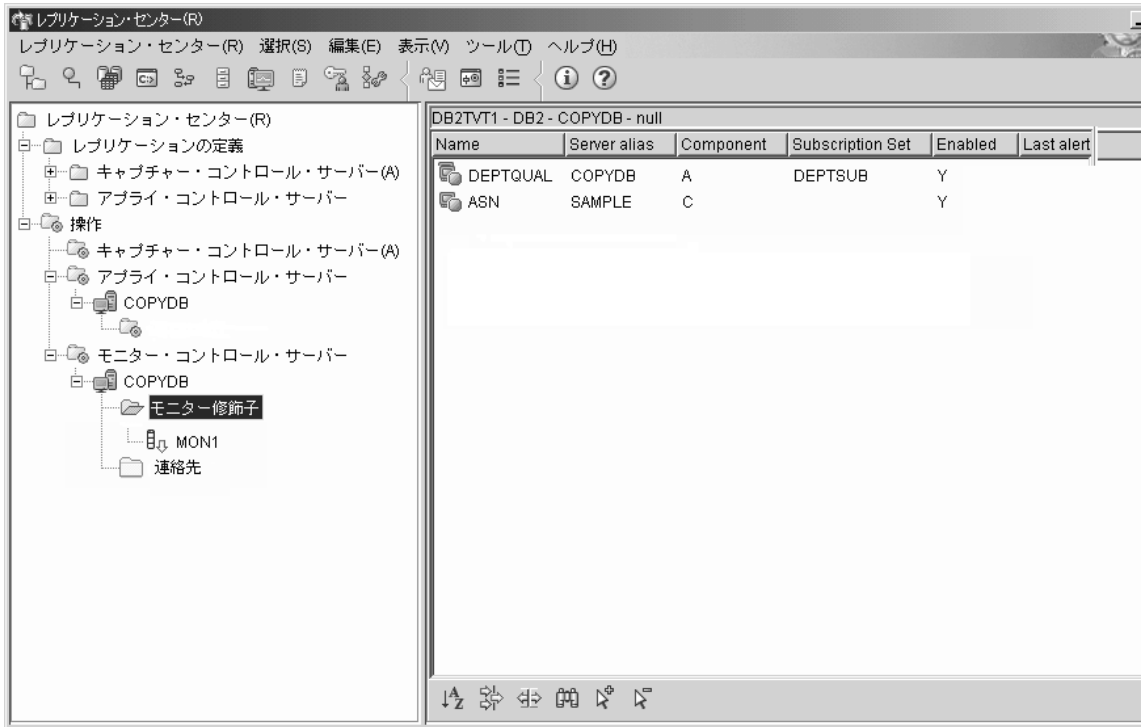 レプリケーション・センター(R)
レプリケーション・センター(R) 選択(S) 編集(E) 表示(V) ツール(T) ヘルプ(H)
レプリケーション・センター(R)
レプリケーションの定義
キャプチャー・コントロール・サーバー(A)
アプライ・コントロール・サーバー
操作
キャプチャー・コントロール・サーバー(A)
アプライ・コントロール・サーバー
COPYDB
モニター・コントロール・サーバー
COPYDB
モニター修飾子
MON1
連絡先
DB2TVT1 - DB2 - COPYDB - null
Name Server alias Component Subscription Set Enabled Last alert
DEPTQUAL COPYDB A DEPTSUB Y
ASN SAMPLE C Y